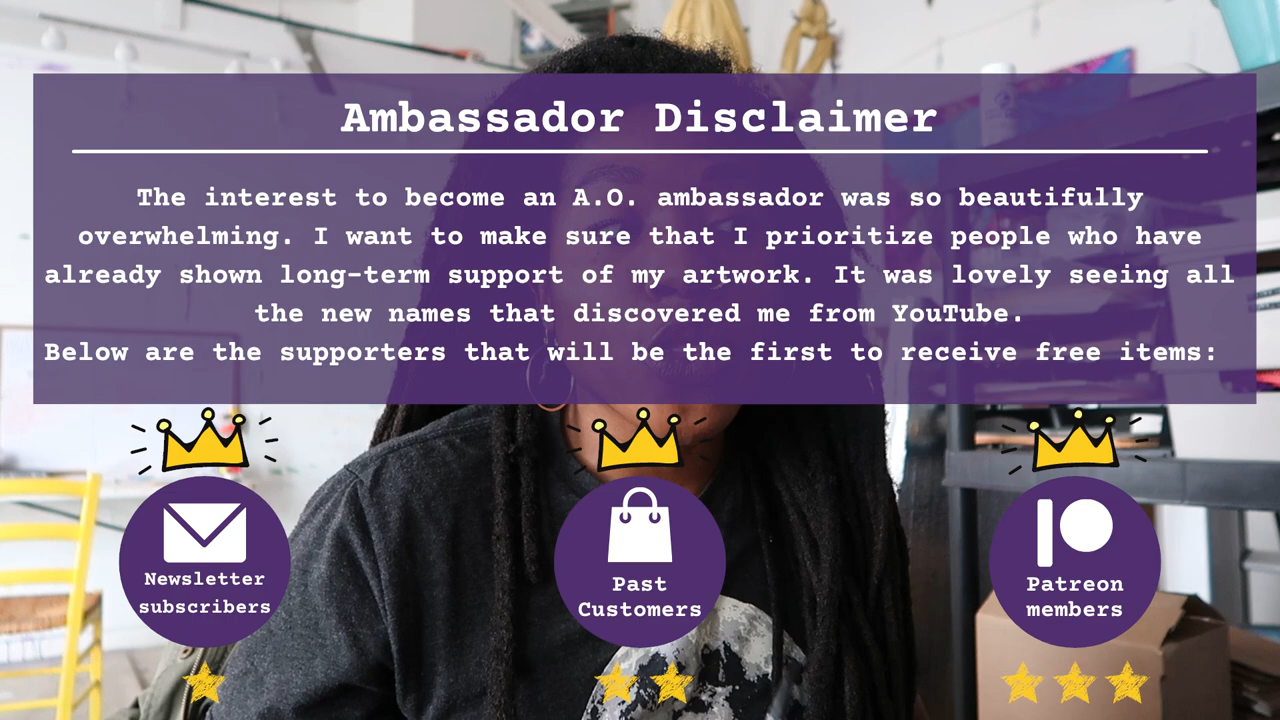 Ambassador Disclaimer
The interest to become an A.O. ambassador was so beautifully
overwhelming. I want to make sure that I prioritize people who have
already shown long-term support of my artwork. It was lovely seeing all
the new names that discovered me from YouTube.
Below are the supporters that will be the first to receive free items:
Newsletter
subscribers
Past
Customers
Patreon
members